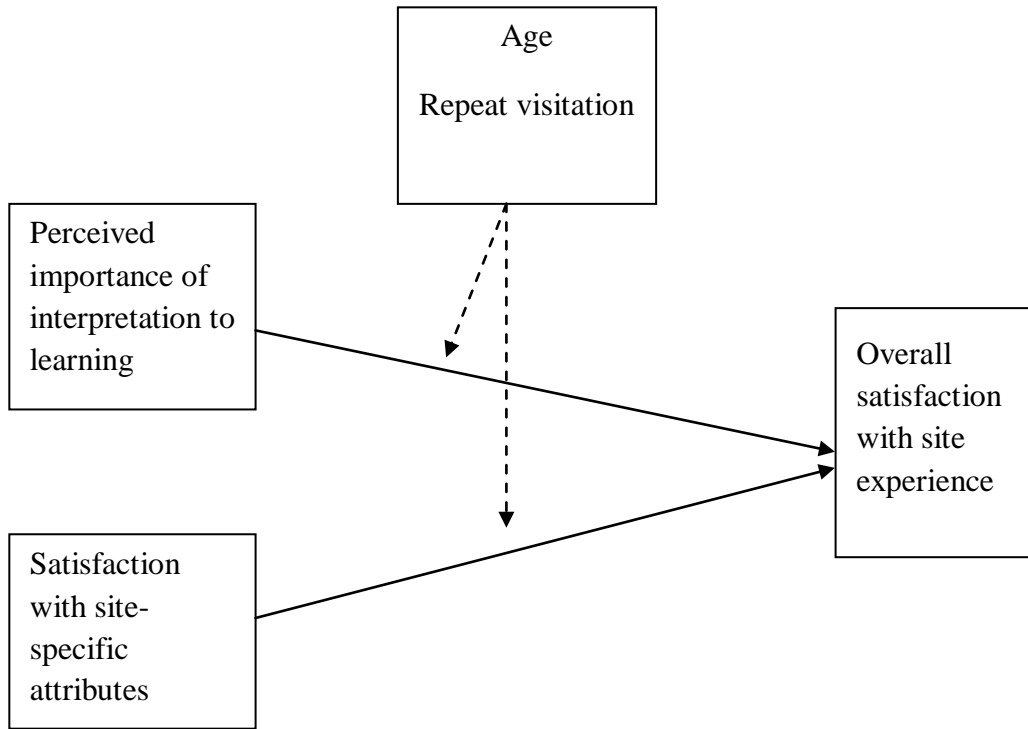 Age
Repeat visitation
Perceived
importance of
interpretation to
learning
Overall
satisfaction
with site
experience
Satisfaction
with site-
specific
attributes